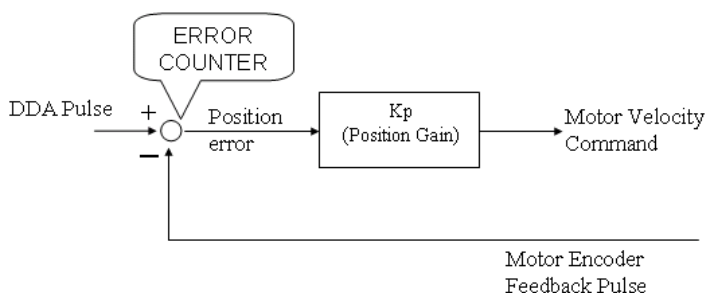 ERROR
COUNTER
DDA Pulse
+
−
Position
error
Kp
(Position Gain)
Motor Velocity
Command
Motor Encoder
Feedback Pulse